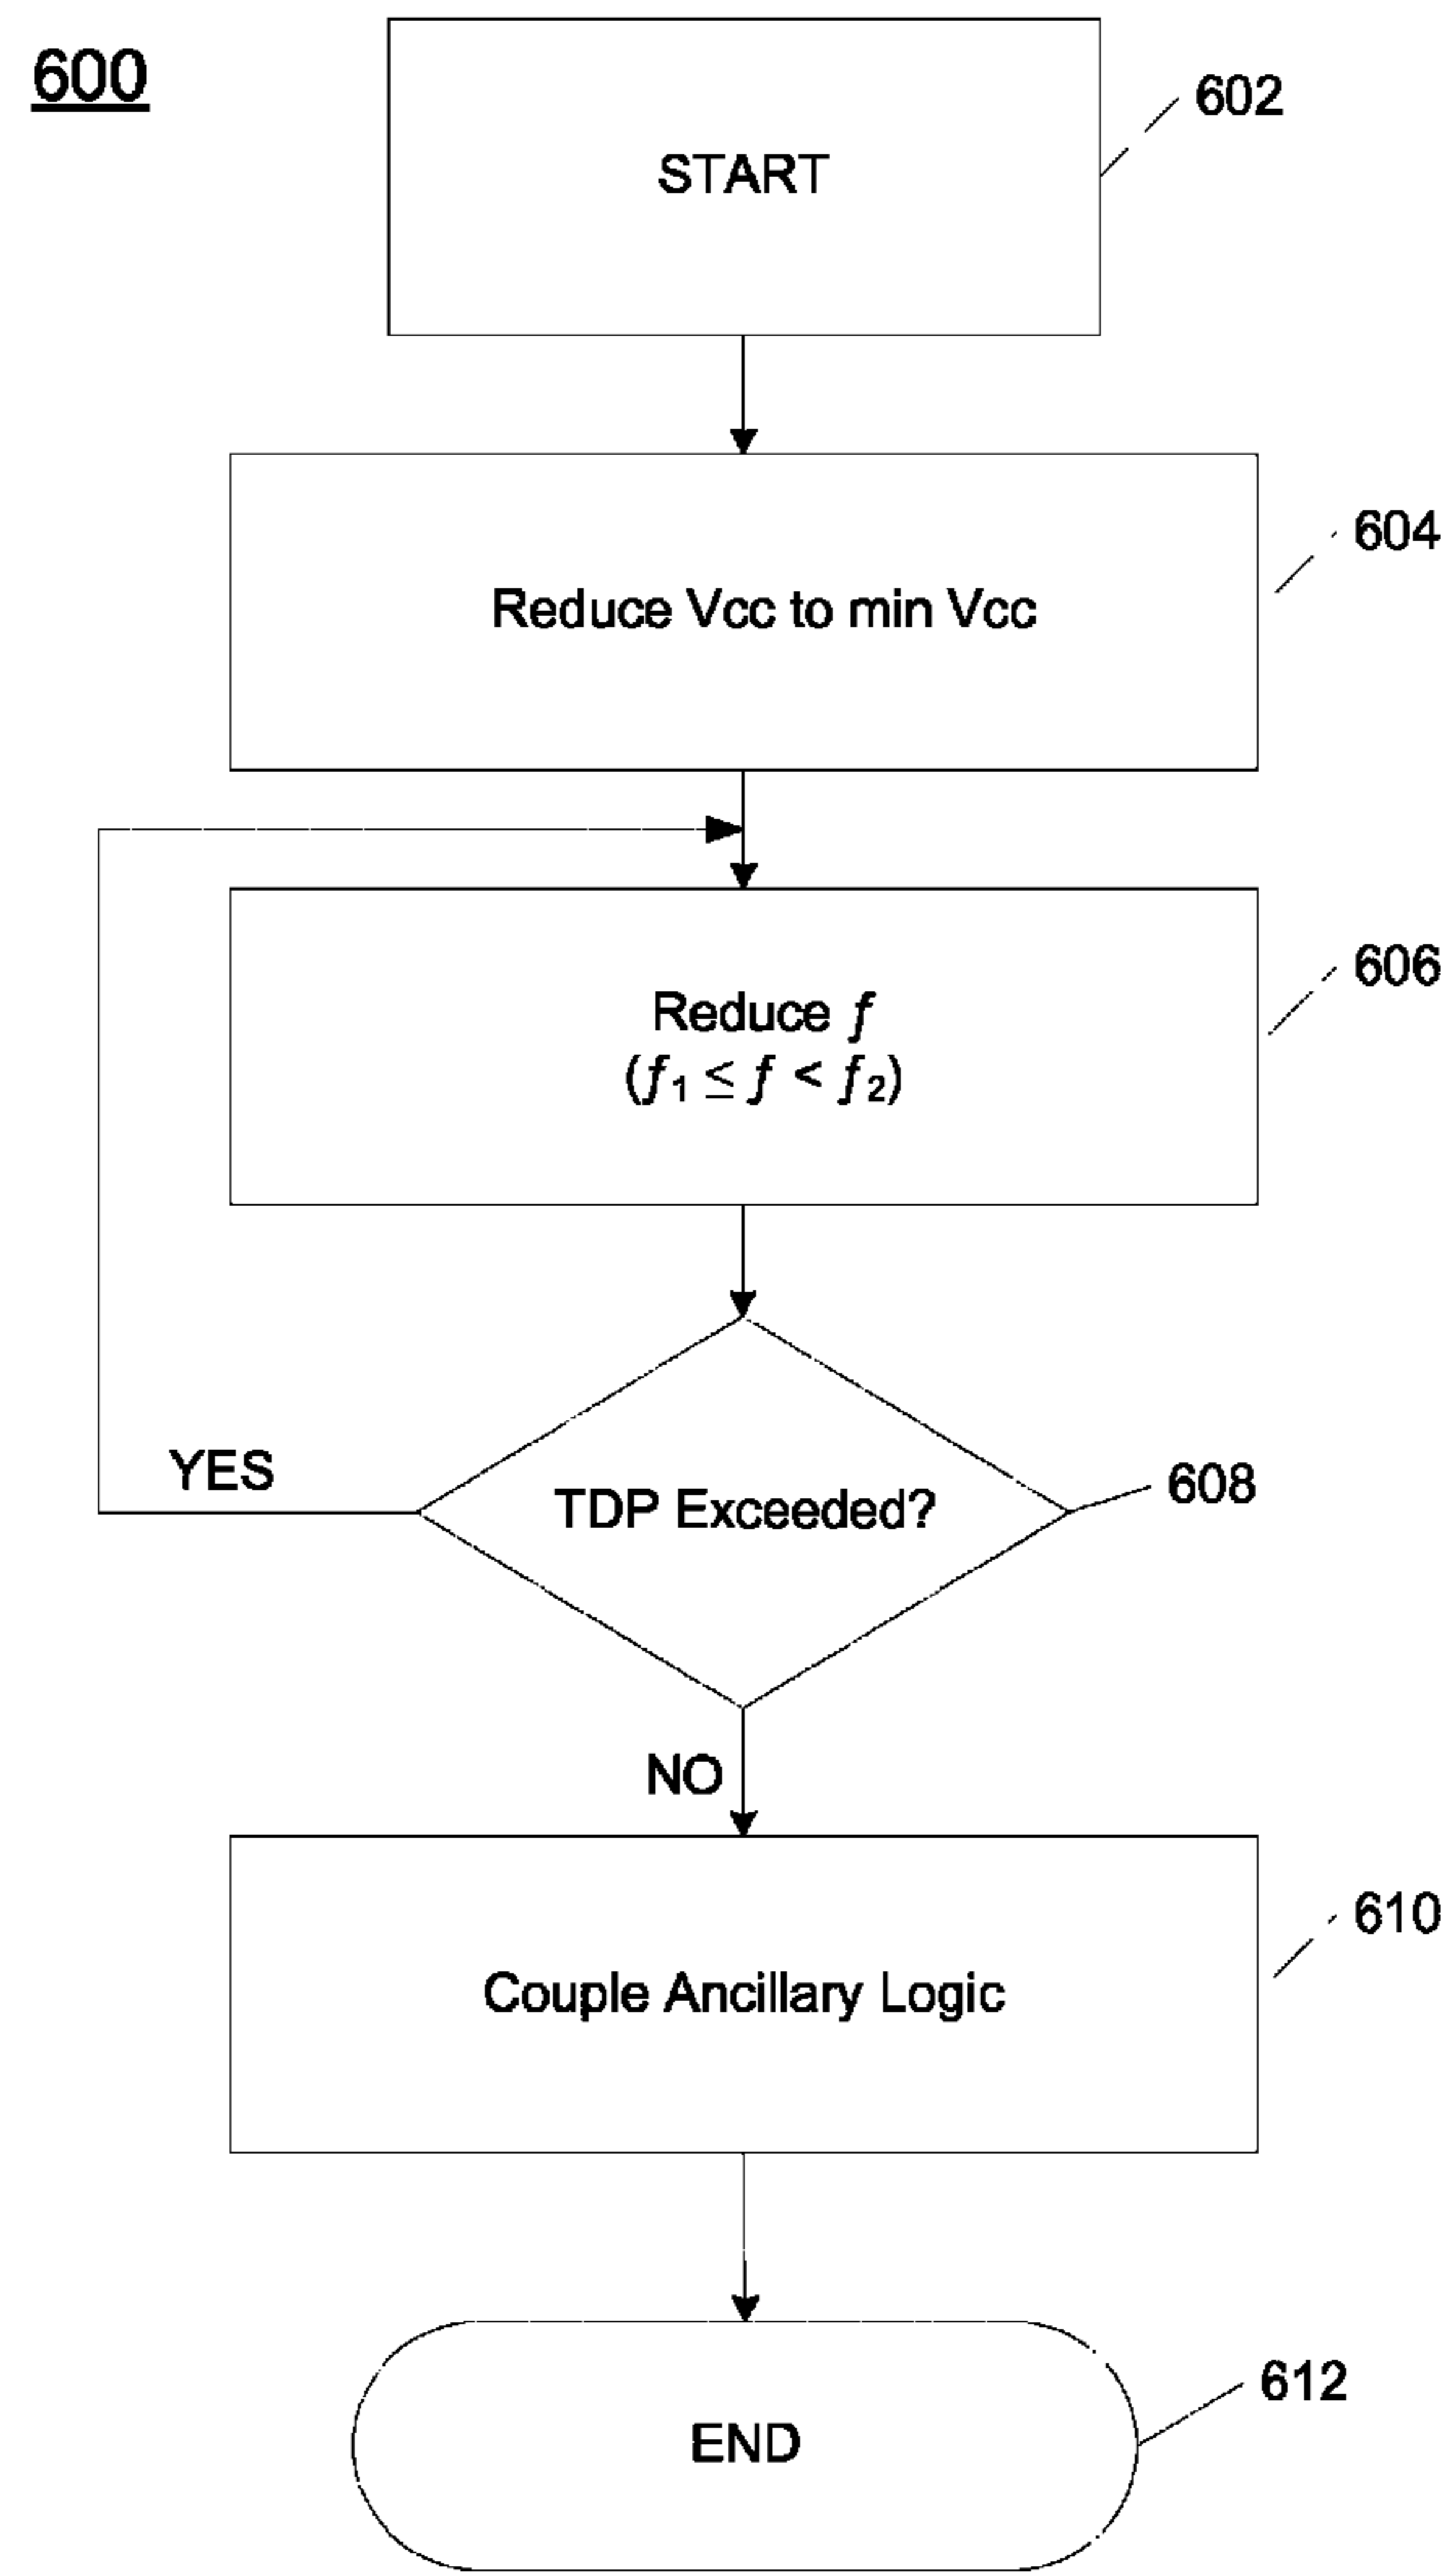 600
START
602
Reduce Vcc to min Vcc
604
Reduce ƒ
(ƒ1 ≤ ƒ < ƒ2)
606
TDP Exceeded?
608
YES
NO
Couple Ancillary Logic
610
END
612